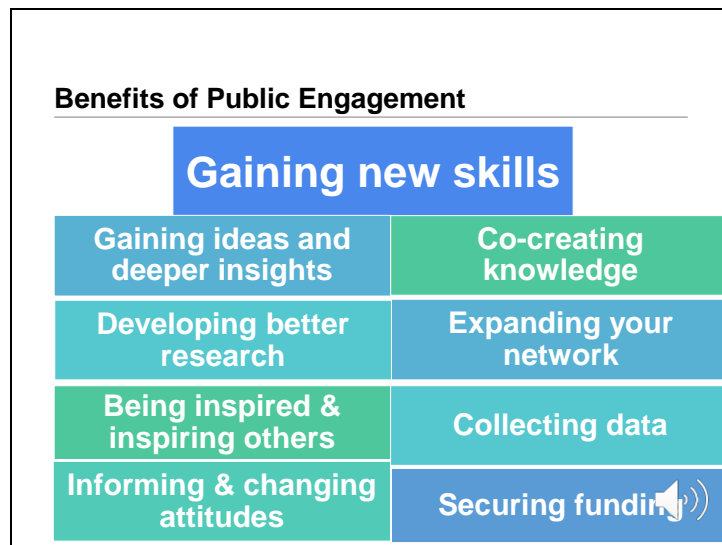 Benefits of Public Engagement
Gaining new skills
Gaining ideas and
deeper insights
Co-creating
knowledge
Developing better
research
Expanding your
network
Being inspired &
inspiring others
Collecting data
Informing & changing
attitudes
Securing funding